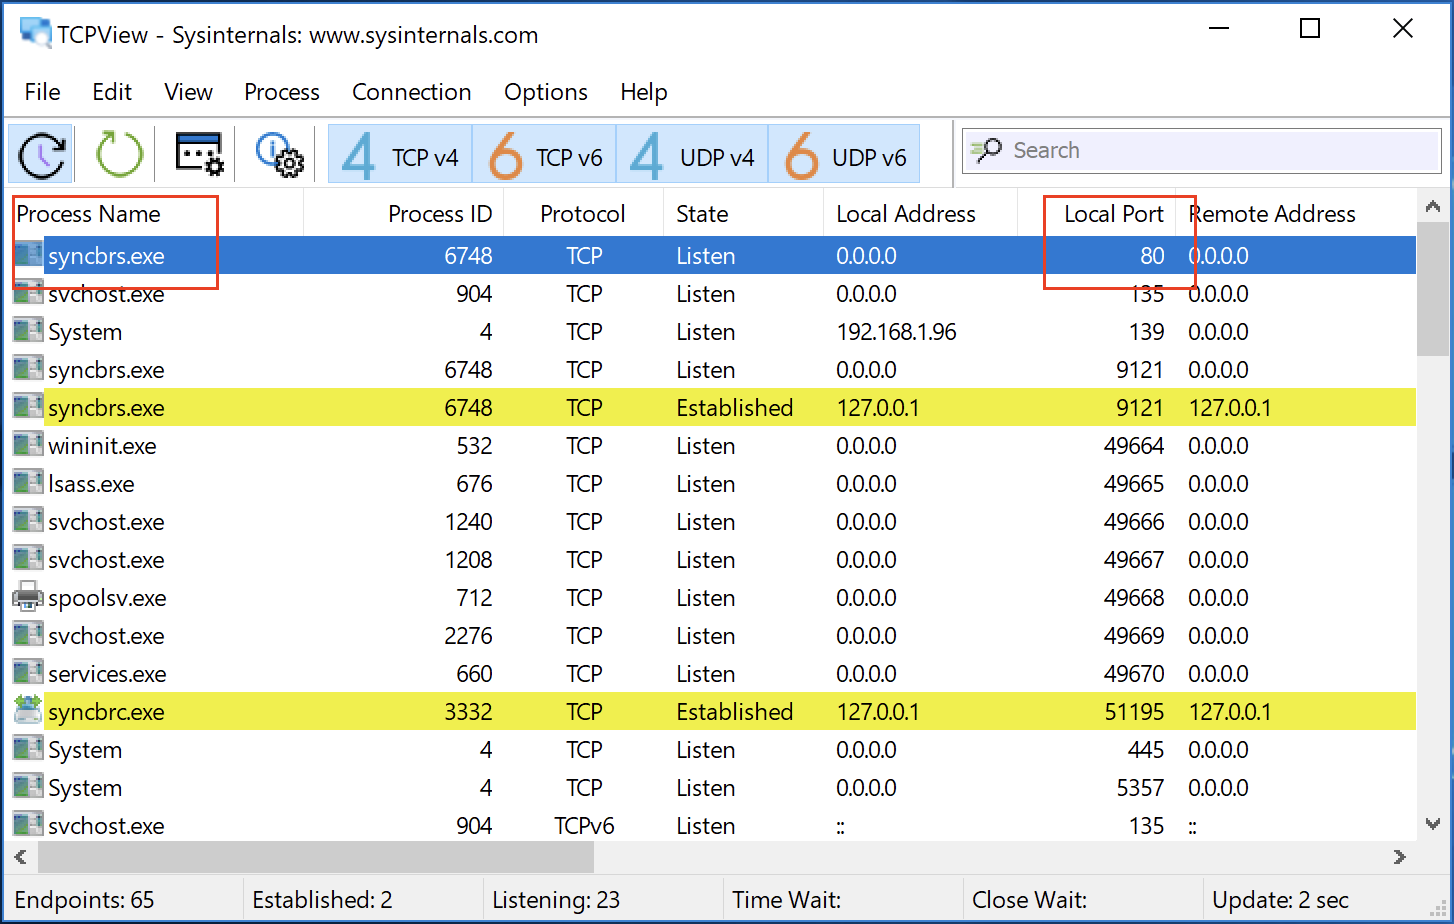 TCPView - Sysinternals: www.sysinternals.com
File Edit View Process Connection Options Help
4 TCP v4 6 TCP v6 4 UDP v4 6 UDP v6 Search
Process Name Process ID Protocol State Local Address Local Port Remote Address
syncbrs.exe 6748 TCP Listen 0.0.0.0 80 0.0.0.0
svchost.exe 904 TCP Listen 0.0.0.0 135 0.0.0.0
System 4 TCP Listen 192.168.1.96 139 0.0.0.0
syncbrs.exe 6748 TCP Listen 0.0.0.0 9121 0.0.0.0
syncbrs.exe 6748 TCP Established 127.0.0.1 9121 127.0.0.1
wininit.exe 532 TCP Listen 0.0.0.0 49664 0.0.0.0
lsass.exe 676 TCP Listen 0.0.0.0 49665 0.0.0.0
svchost.exe 1240 TCP Listen 0.0.0.0 49666 0.0.0.0
svchost.exe 1208 TCP Listen 0.0.0.0 49667 0.0.0.0
spoolsv.exe 712 TCP Listen 0.0.0.0 49668 0.0.0.0
svchost.exe 2276 TCP Listen 0.0.0.0 49669 0.0.0.0
services.exe 660 TCP Listen 0.0.0.0 49670 0.0.0.0
syncbrc.exe 3332 TCP Established 127.0.0.1 51195 127.0.0.1
System 4 TCP Listen 0.0.0.0 445 0.0.0.0
System 4 TCP Listen 0.0.0.0 5357 0.0.0.0
svchost.exe 904 TCPv6 Listen :: 135 ::
Endpoints: 65 Established: 2 Listening: 23 Time Wait: Close Wait: Update: 2 sec